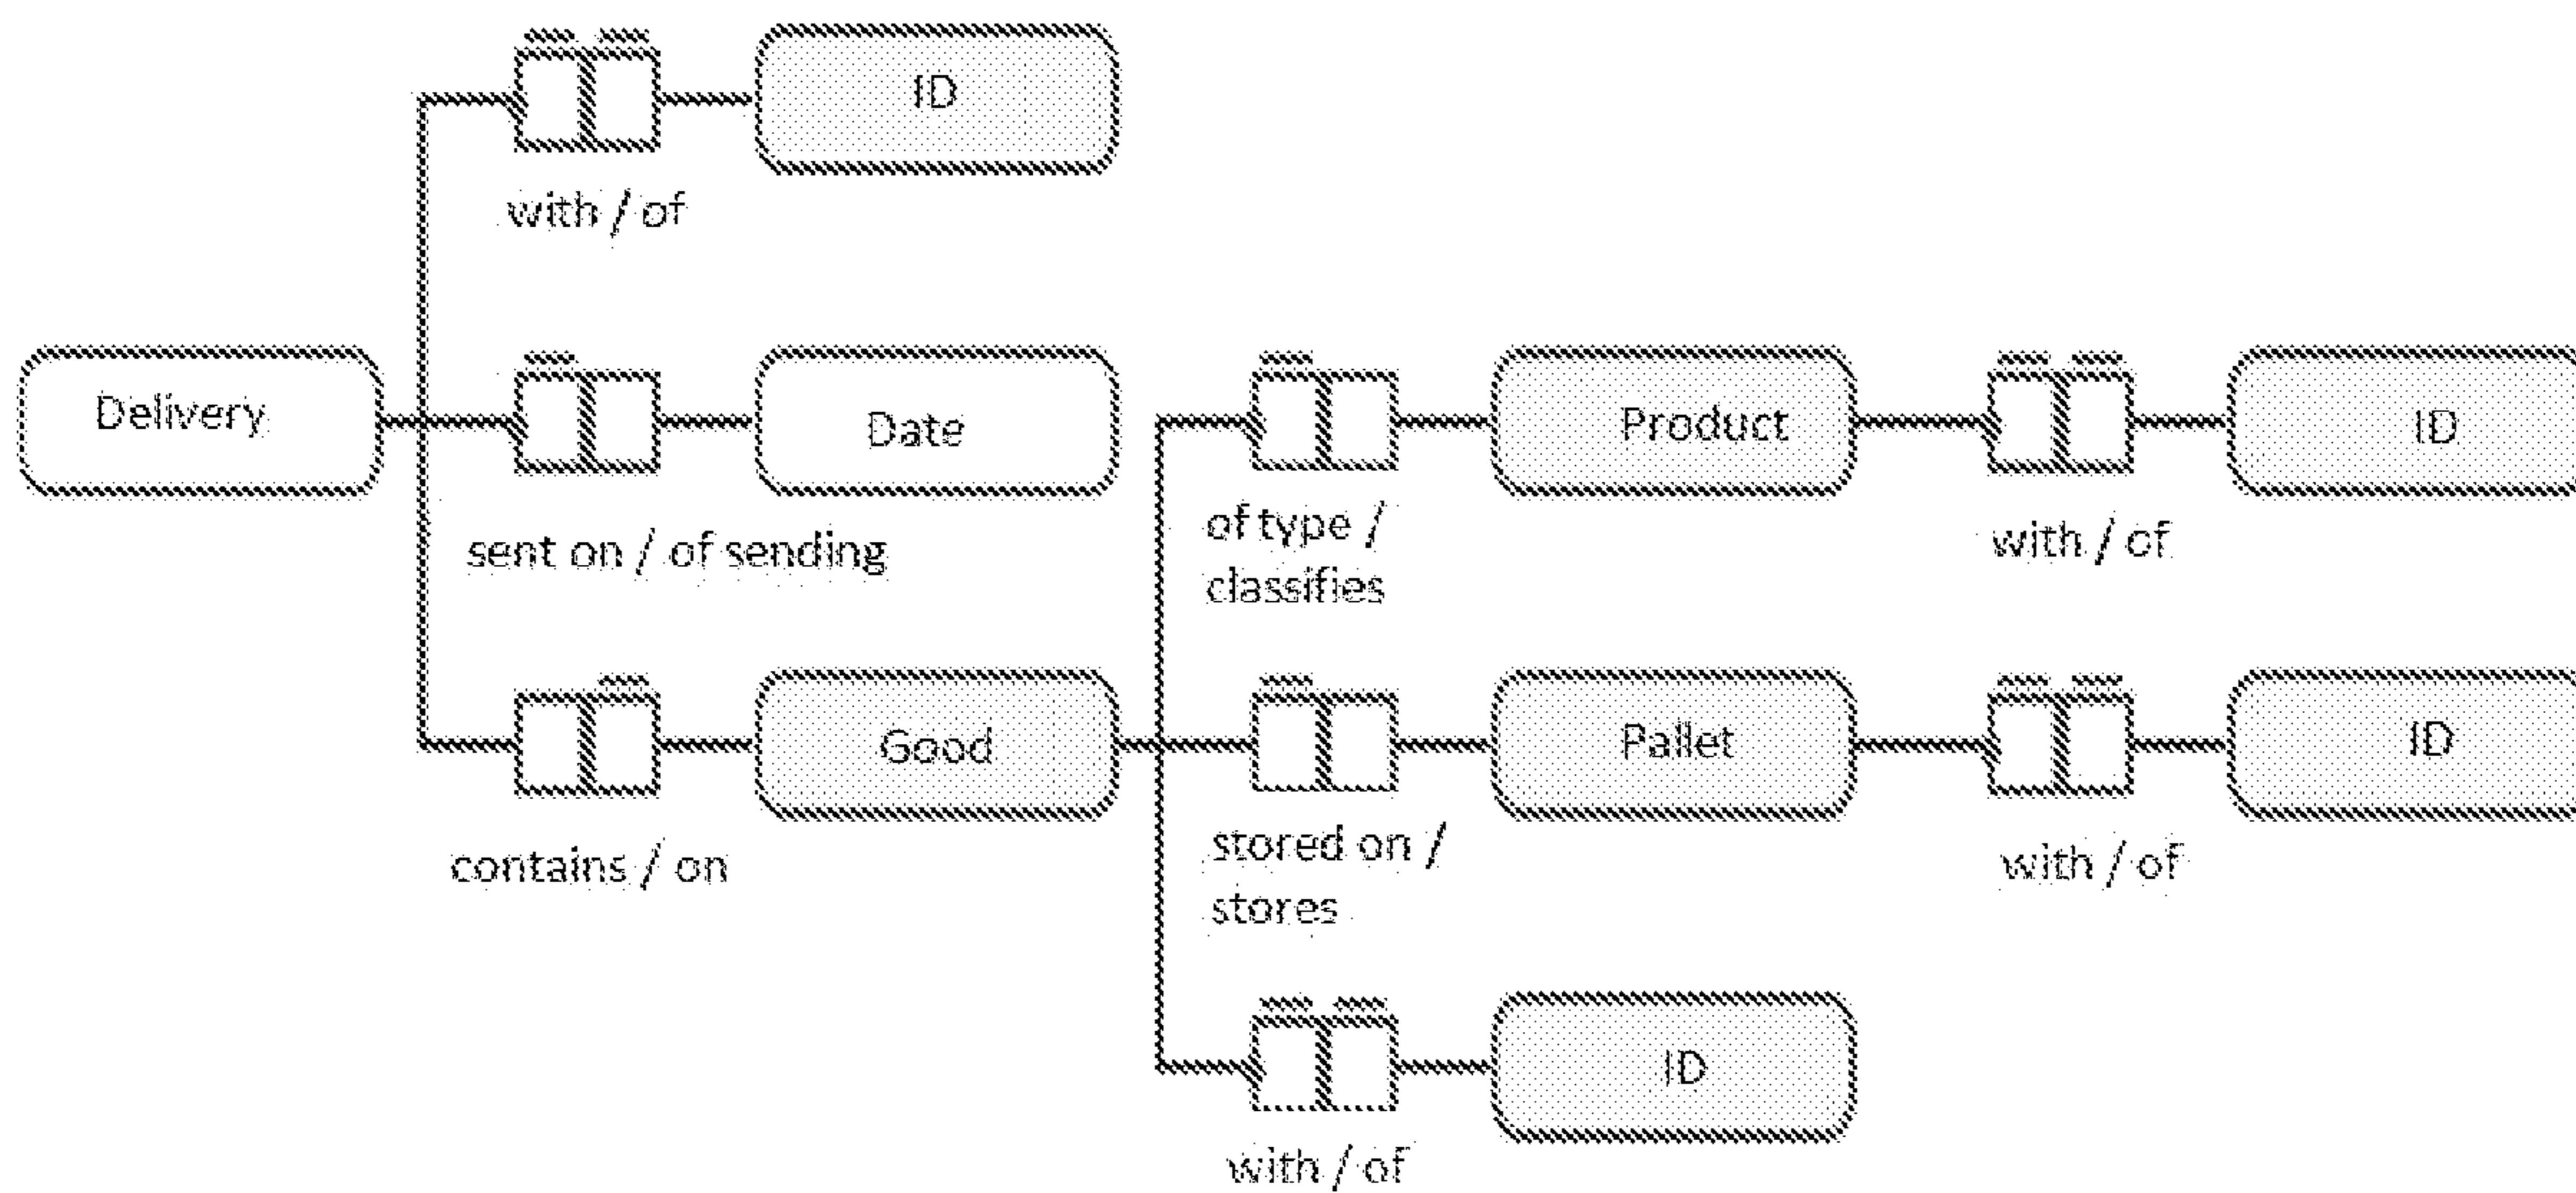 ID
with / of
Delivery
Date
Product
ID
sent on / of sending
of type /
classifies
with / of
Good
Pallet
ID
contains / on
stored on /
stores
with / of
ID
with / of